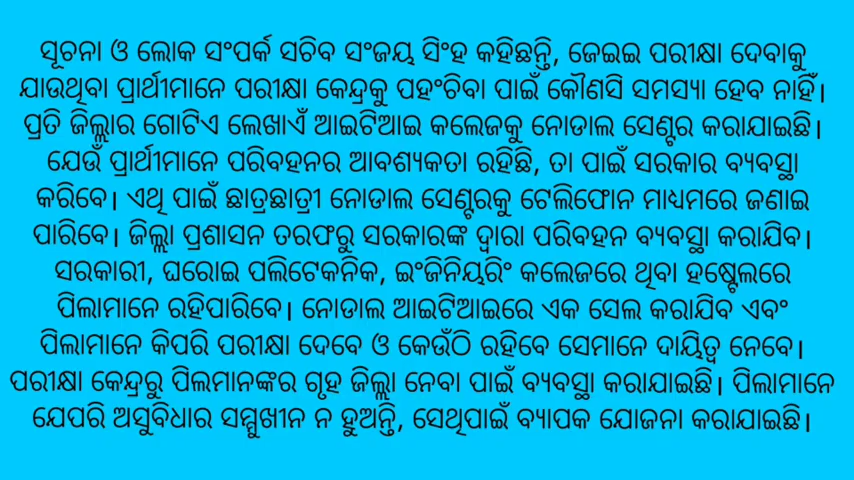 ସୂଚନା ଓ ଲୋକ ସଂପର୍କ ସଚିବ ସଂଜୟ ସିଂହ କହିଛନ୍ତି, ଜେଇଇ ପରୀକ୍ଷା ଦେବାକୁ
ଯାଉଥିବା ପ୍ରାର୍ଥୀମାନେ ପରୀକ୍ଷା କେନ୍ଦ୍ରକୁ ପହଂଚିବା ପାଇଁ କୌଣସି ସମସ୍ୟା ହେବ ନାହିଁ।
ପ୍ରତି ଜିଲ୍ଲାର ଗୋଟିଏ ଲେଖାଏଁ ଆଇଟିଆଇ କଲେଜକୁ ନୋଡାଲ ସେଣ୍ଟର କରାଯାଇଛି।
ଯେଉଁ ପ୍ରାର୍ଥୀମାନେ ପରିବହନର ଆବଶ୍ୟକତା ରହିଛି, ତା ପାଇଁ ସରକାର ବ୍ୟବସ୍ଥା
କରିବେ। ଏଥି ପାଇଁ ଛାତ୍ରଛାତ୍ରୀ ନୋଡାଲ ସେଣ୍ଟରକୁ ଟେଲିଫୋନ ମାଧ୍ୟମରେ ଜଣାଇ
ପାରିବେ। ଜିଲ୍ଲା ପ୍ରଶାସନ ତରଫରୁ ସରକାରଙ୍କ ଦ୍ୱାରା ପରିବହନ ବ୍ୟବସ୍ଥା କରାଯିବ।
ସରକାରୀ, ଘରୋଇ ପଲିଟେକନିକ, ଇଂଜିନିୟରିଂ କଲେଜରେ ଥିବା ହଷ୍ଟେଲରେ
ପିଲାମାନେ ରହିପାରିବେ। ନୋଡାଲ ଆଇଟିଆଇରେ ଏକ ସେଲ କରାଯିବ ଏବଂ
ପିଲାମାନେ କିପରି ପରୀକ୍ଷା ଦେବେ ଓ କେଉଁଠି ରହିବେ ସେମାନେ ଦାୟିତ୍ୱ ନେବେ।
ପରୀକ୍ଷା କେନ୍ଦ୍ରରୁ ପିଲମାନଙ୍କର ଗୃହ ଜିଲ୍ଲା ନେବା ପାଇଁ ବ୍ୟବସ୍ଥା କରାଯାଇଛି। ପିଲାମାନେ
ଯେପରି ଅସୁବିଧାର ସମ୍ମୁଖୀନ ନ ହୁଅନ୍ତି, ସେଥିପାଇଁ ବ୍ୟାପକ ଯୋଜନା କରାଯାଇଛି।